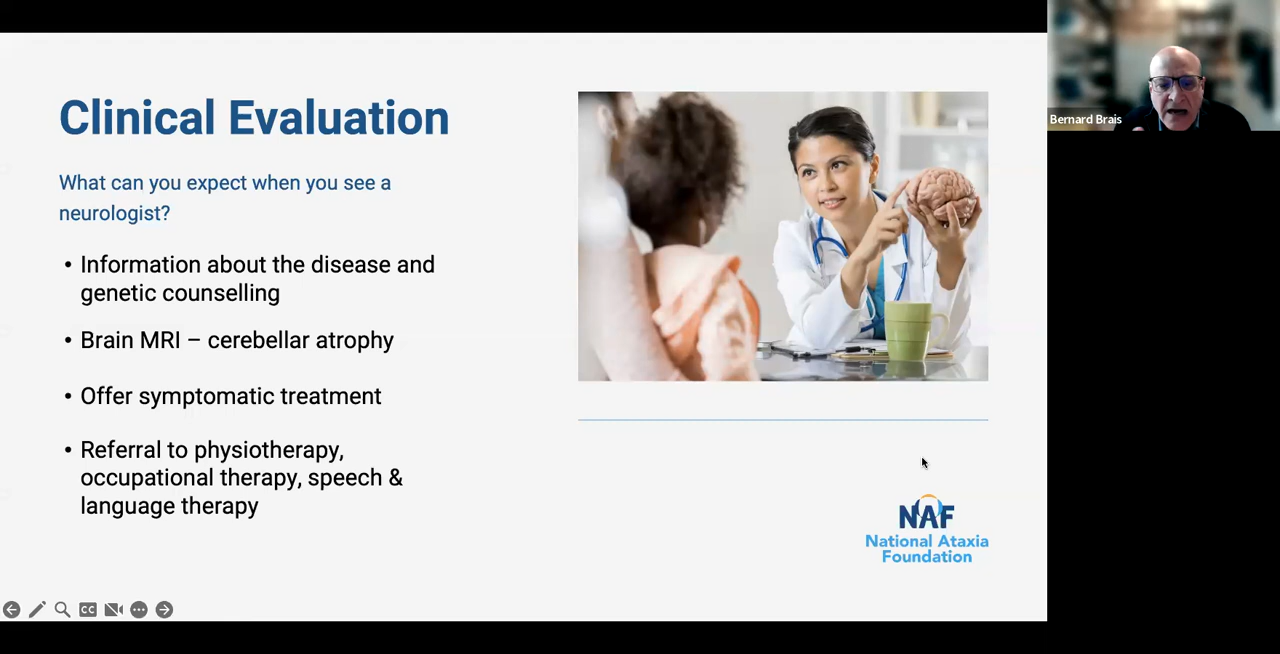 Clinical Evaluation
What can you expect when you see a
neurologist?
• Information about the disease and
genetic counselling
• Brain MRI – cerebellar atrophy
• Offer symptomatic treatment
• Referral to physiotherapy,
occupational therapy, speech &
language therapy
NAF
National Ataxia
Foundation
CC
Bernard Brais